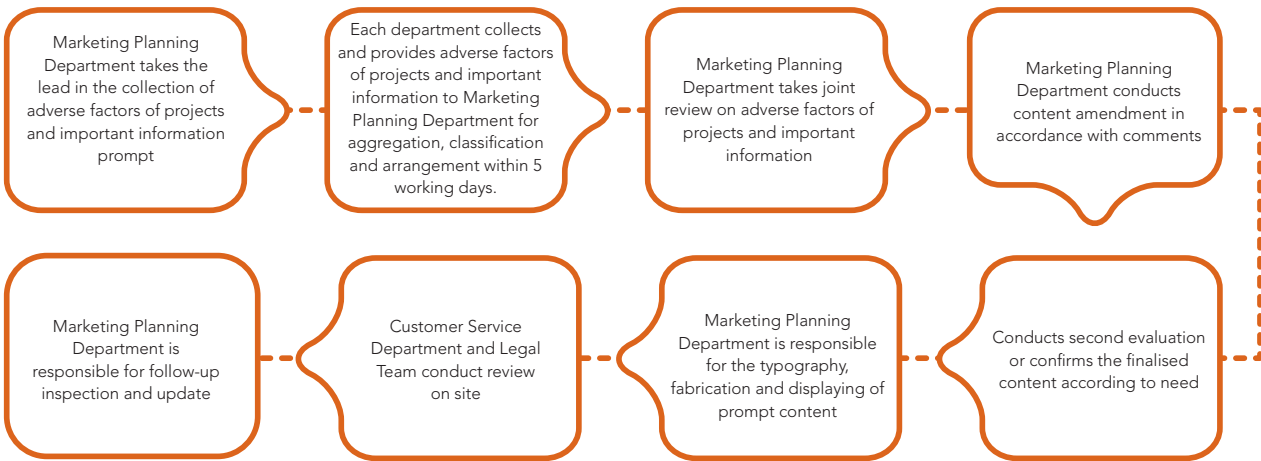 Marketing Planning
Department takes the
lead in the collection of
adverse factors of projects
and important information
prompt
Each department collects
and provides adverse factors
of projects and important
information to Marketing
Planning Department for
aggregation, classification
and arrangement within 5
working days.
Marketing Planning
Department takes joint
review on adverse factors of
projects and important
information
Marketing Planning
Department conducts
content amendment in
accordance with comments
Conducts second evaluation
or confirms the finalised
content according to need
Marketing Planning
Department is responsible
for the typography,
fabrication and displaying of
prompt content
Customer Service
Department and Legal
Team conduct review
on site
Marketing Planning
Department is
responsible for follow-up
inspection and update